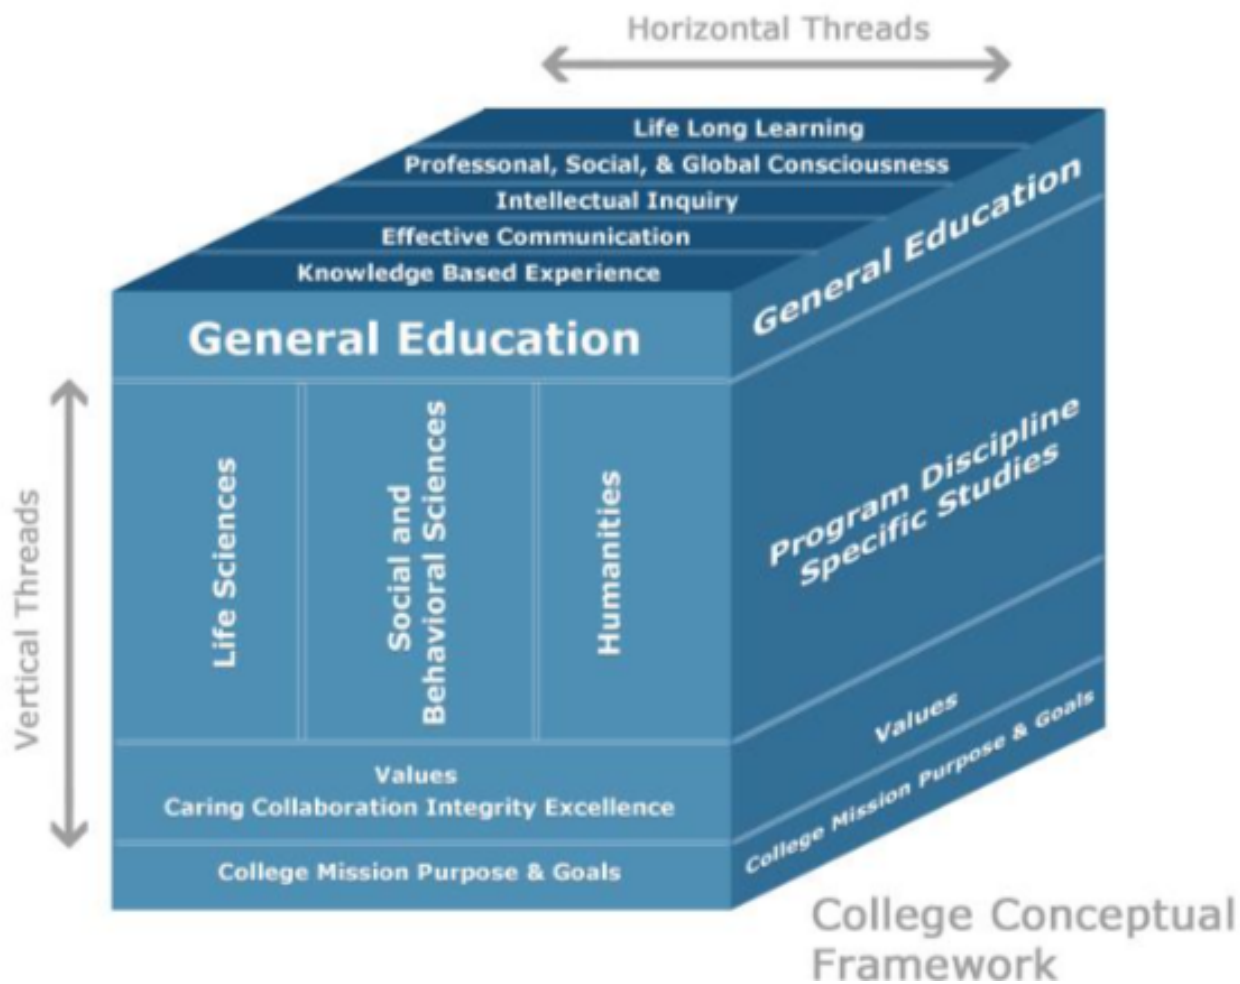 Horizontal Threads
Life Long Learning
Professonal, Social, & Global Consciousness
Intellectual Inquiry
Effective Communication
Knowledge Based Experience
General Education
General Education
Vertical Threads
Life Sciences
Social and
Behavioral Sciences
Humanities
Program Discipline
Specific Studies
Values
Caring Collaboration Integrity Excellence
Values
College Mission Purpose & Goals
College Mission Purpose & Goals
College Conceptual
Framework